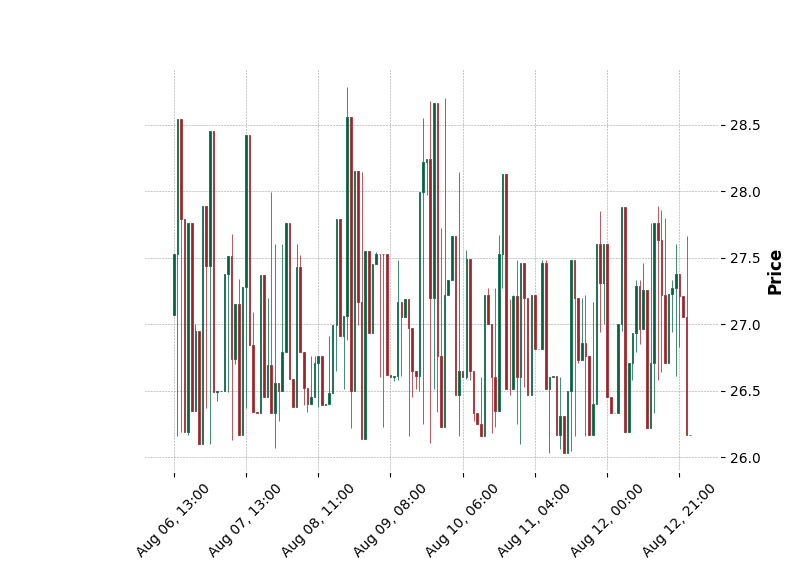 28.5
28.0
27.5
27.0
26.5
26.0
Price
Aug 06, 13:00
Aug 07, 13:00
Aug 08, 11:00
Aug 09, 08:00
Aug 10, 06:00
Aug 11, 04:00
Aug 12, 00:00
Aug 12, 21:00